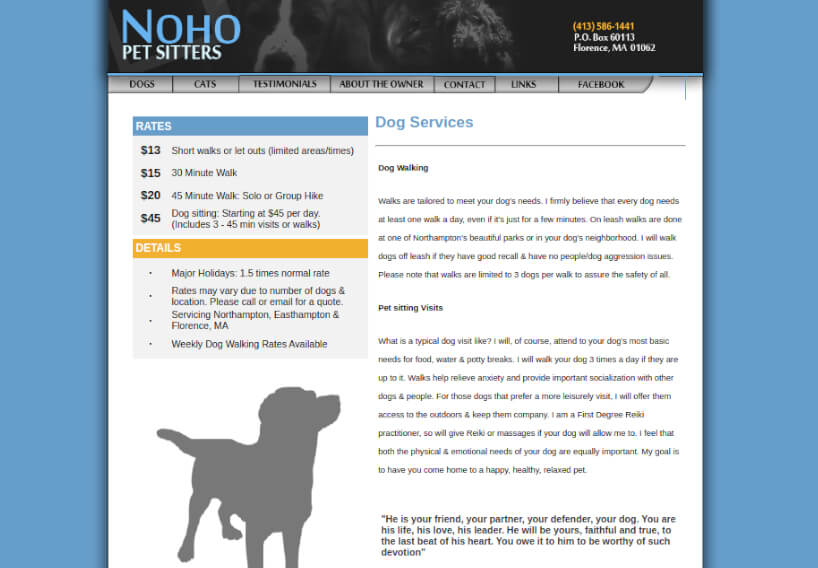 NOHO
PET SITTERS
(413) 586-1441
P.O. Box 60113
Florence, MA 01062
DOGS CATS TESTIMONIALS ABOUT THE OWNER CONTACT LINKS FACEBOOK
RATES
$13 Short walks or let outs (limited areas/times)
$15 30 Minute Walk
$20 45 Minute Walk: Solo or Group Hike
$45 Dog sitting: Starting at $45 per day.
(Includes 3 - 45 min visits or walks)
DETAILS
· Major Holidays: 1.5 times normal rate
· Rates may vary due to number of dogs &
location. Please call or email for a quote.
· Servicing Northampton, Easthampton &
Florence, MA
· Weekly Dog Walking Rates Available
Dog Services
Dog Walking
Walks are tailored to meet your dog's needs. I firmly believe that every dog needs
at least one walk a day, even if it's just for a few minutes. On leash walks are done
at one of Northampton's beautiful parks or in your dog's neighborhood. I will walk
dogs off leash if they have good recall & have no people/dog aggression issues.
Please note that walks are limited to 3 dogs per walk to assure the safety of all.
Pet sitting Visits
What is a typical dog visit like? I will, of course, attend to your dog's most basic
needs for food, water & potty breaks. I will walk your dog 3 times a day if they are
up to it. Walks help relieve anxiety and provide important socialization with other
dogs & people. For those dogs that prefer a more leisurely visit, I will offer them
access to the outdoors & keep them company. I am a First Degree Reiki
practitioner, so will give Reiki or massages if your dog will allow me to. I feel that
both the physical & emotional needs of your dog are equally important. My goal is
to have you come home to a happy, healthy, relaxed pet.
"He is your friend, your partner, your defender, your dog. You are
his life, his love, his leader. He will be yours, faithful and true, to
the last beat of his heart. You owe it to him to be worthy of such
devotion"